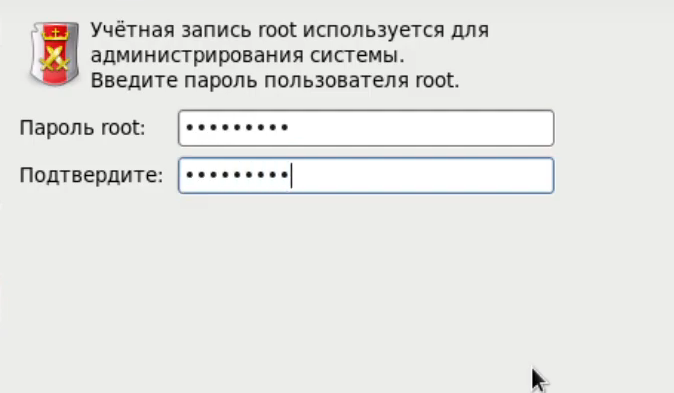 Учётная запись root используется для
администрирования системы.
Введите пароль пользователя root.
Пароль root: •••••••••
Подтвердите: •••••••••